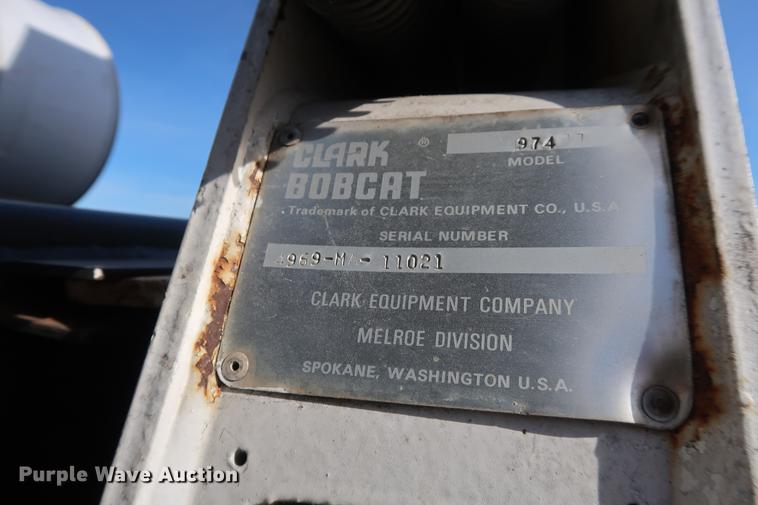 CLARK ® 974
BOBCAT MODEL
Trademark of CLARK EQUIPMENT CO., U.S.A.
SERIAL NUMBER
11021
CLARK EQUIPMENT COMPANY
MELROE DIVISION
SPOKANE, WASHINGTON U.S.A.
Purple Wave Auction